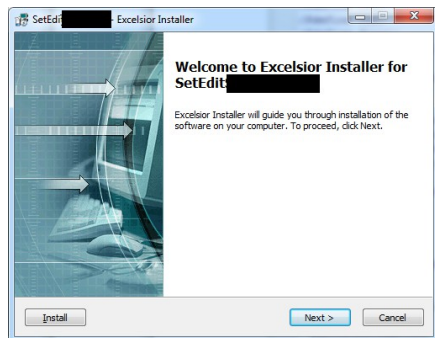 SetEdit - Excelsior Installer
Welcome to Excelsior Installer for
SetEdit
Excelsior Installer will guide you through installation of the
software on your computer. To proceed, click Next.
Install
Next >
Cancel